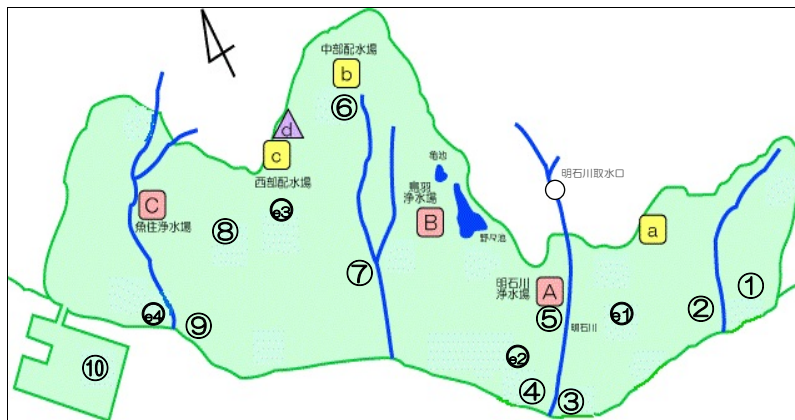 中部配水場
b
⑥
d
c
西部配水場
亀池
鳥羽
浄水場
B
野々池
明石川取水口
C
魚住浄水場
e3
⑧
a
⑦
明石川
浄水場
A
⑤
明石川
e1
②
①
e4
⑨
e2
④
③
⑩